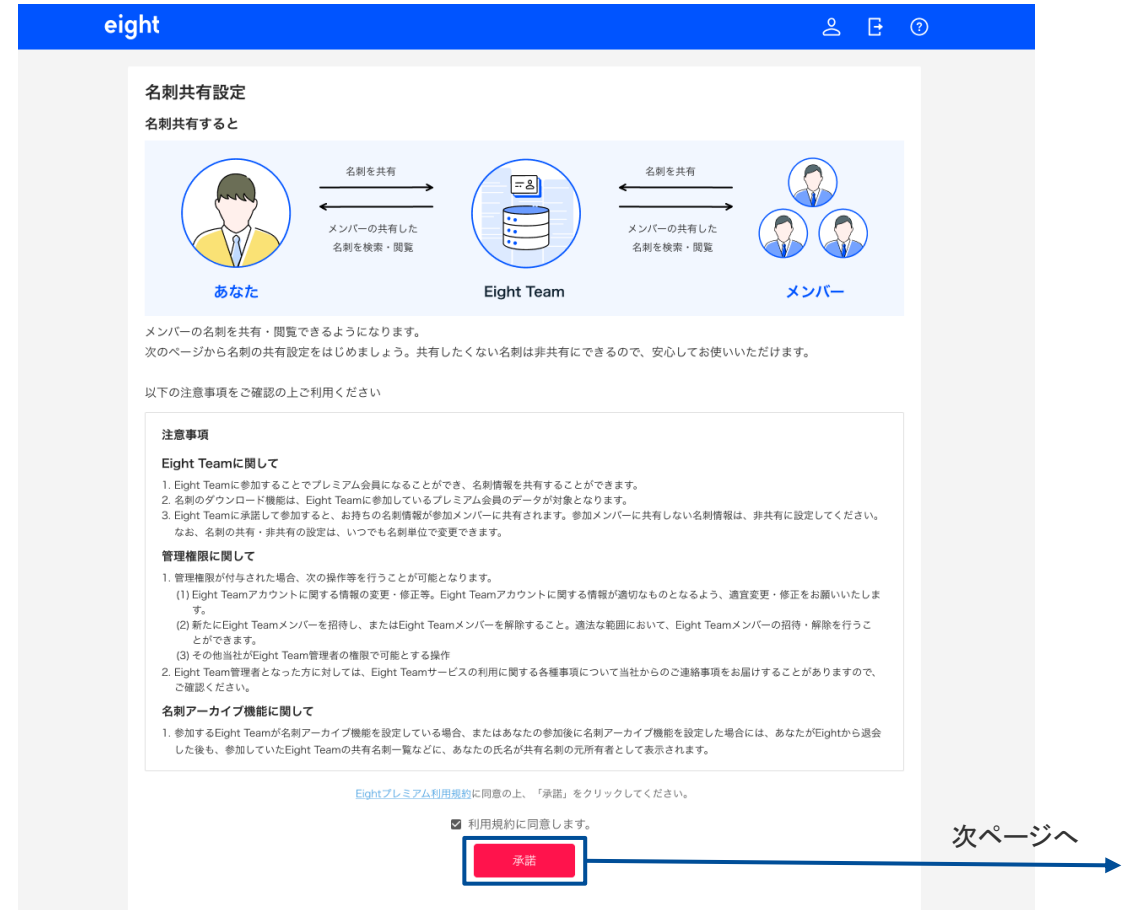 eight
名刺共有設定
名刺共有すると
名刺を共有
名刺を共有
メンバーの共有した
名刺を検索・閲覧
メンバーの共有した
名刺を検索・閲覧
あなた
Eight Team
メンバー
メンバーの名刺を共有・閲覧できるようになります。
次のページから名刺の共有設定をはじめましょう。共有したくない名刺は非共有にできるので、安心してお使いいただけます。
以下の注意事項をご確認の上ご利用ください
注意事項
Eight Teamに関して
1. Eight Teamに参加することでプレミアム会員になることができ、名刺情報を共有することができます。
2. 名刺のダウンロード機能は、Eight Teamに参加しているプレミアム会員のデータが対象となります。
3. Eight Teamに承諾して参加すると、お持ちの名刺情報が参加メンバーに共有されます。参加メンバーに共有しない名刺情報は、非共有に設定してください。
なお、名刺の共有・非共有の設定は、いつでも名刺単位で変更できます。
管理権限に関して
1. 管理権限が付与された場合、次の操作等を行うことが可能となります。
(1) Eight Teamアカウントに関する情報の変更・修正等。Eight Teamアカウントに関する情報が適切なものとなるよう、適宜変更・修正をお願いいたしま
す。
(2) 新たにEight Teamメンバーを招待し、またはEight Teamメンバーを解除すること。適法な範囲において、Eight Teamメンバーの招待・解除を行うこ
とができます。
(3) その他当社がEight Team管理者の権限で可能とする操作
2. Eight Team管理者となった方に対しては、Eight Teamサービスの利用に関する各種事項について当社からのご連絡事項をお届けすることがありますので、
ご確認ください。
名刺アーカイブ機能に関して
1. 参加するEight Teamが名刺アーカイブ機能を設定している場合、またはあなたの参加後に名刺アーカイブ機能を設定した場合には、あなたがEightから退会
した後も、参加していたEight Teamの共有名刺一覧などに、あなたの氏名が共有名刺の元所有者として表示されます。
Eightプレミアム利用規約に同意の上、「承諾」をクリックしてください。
利用規約に同意します。
承諾
次ページへ